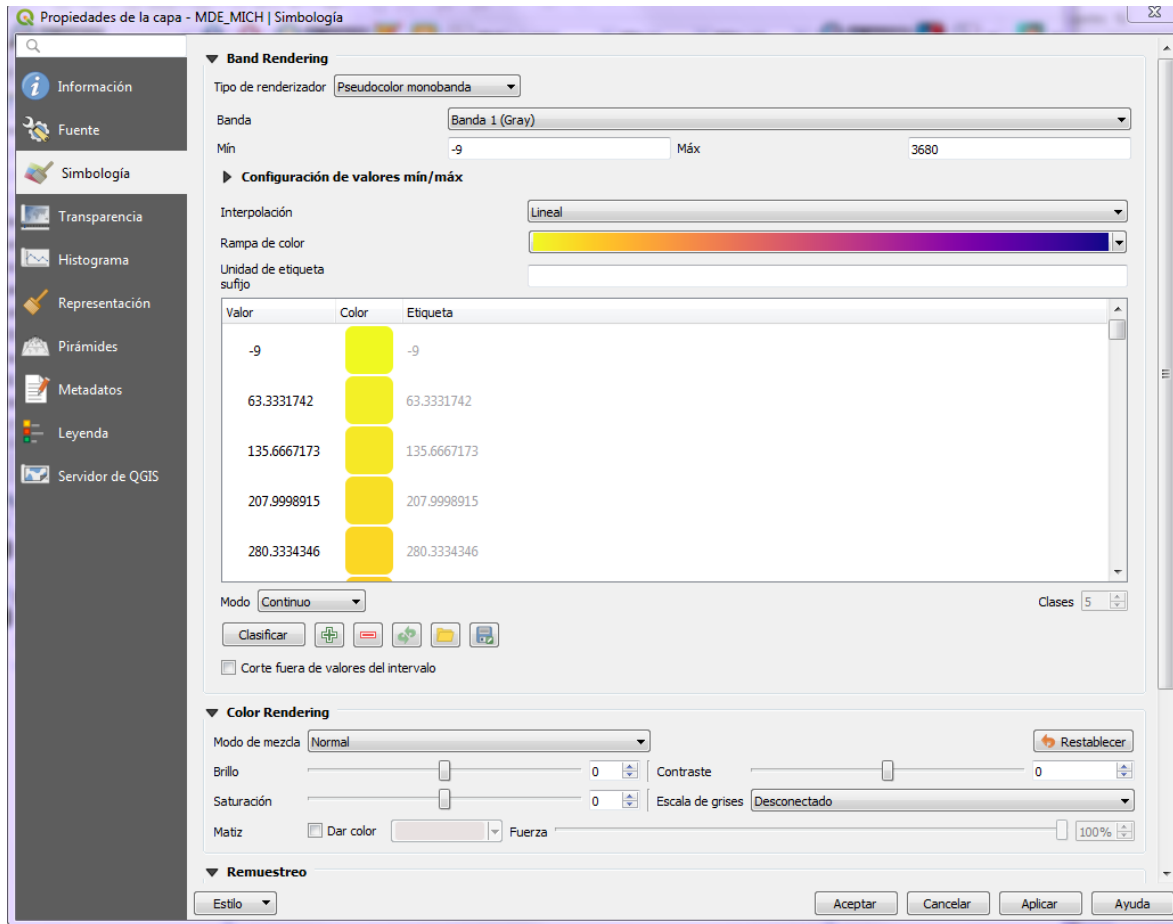 Propiedades de la capa - MDE_MICH | Simbología
Información
Fuente
Simbología
Transparencia
Histograma
Representación
Pirámides
Metadatos
Leyenda
Servidor de QGIS
Band Rendering
Tipo de renderizador Pseudocolor monobanda
Banda Banda 1 (Gray)
Mín -9 Máx 3680
Configuración de valores mín/máx
Interpolación Lineal
Rampa de color
Unidad de etiqueta
sufijo
Valor Color Etiqueta
-9 -9
63.3331742 63.3331742
135.6667173 135.6667173
207.9998915 207.9998915
280.3334346 280.3334346
Modo Continuo Clases 5
Clasificar
Corte fuera de valores del intervalo
Color Rendering
Modo de mezcla Normal Restablecer
Brillo 0 Contraste 0
Saturación 0 Escala de grises Desconectado
Matiz Dar color Fuerza 100%
Remuestreo
Estilo Aceptar Cancelar Aplicar Ayuda